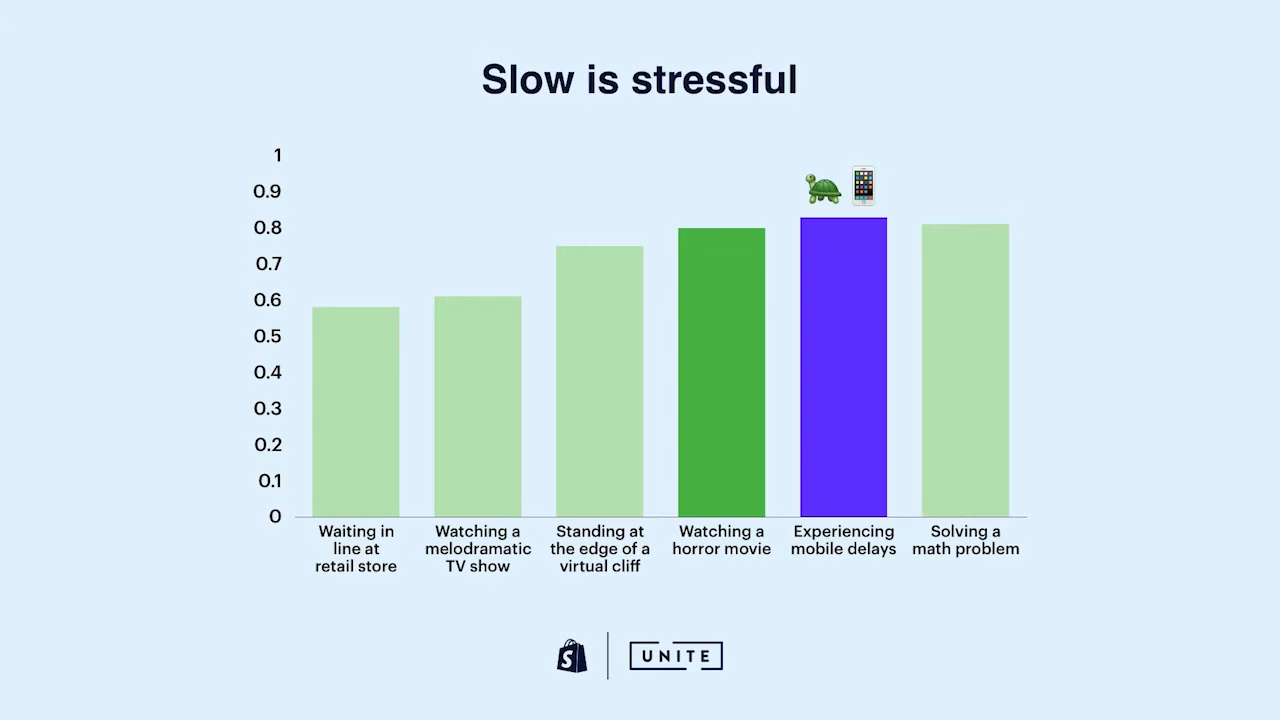 Slow is stressful
1
0.9
0.8
0.7
0.6
0.5
0.4
0.3
0.2
0.1
0
Waiting in
line at
retail store
Watching a
melodramatic
TV show
Standing at
the edge of a
virtual cliff
Watching a
horror movie
Experiencing
mobile delays
Solving a
math problem
S
UNITE